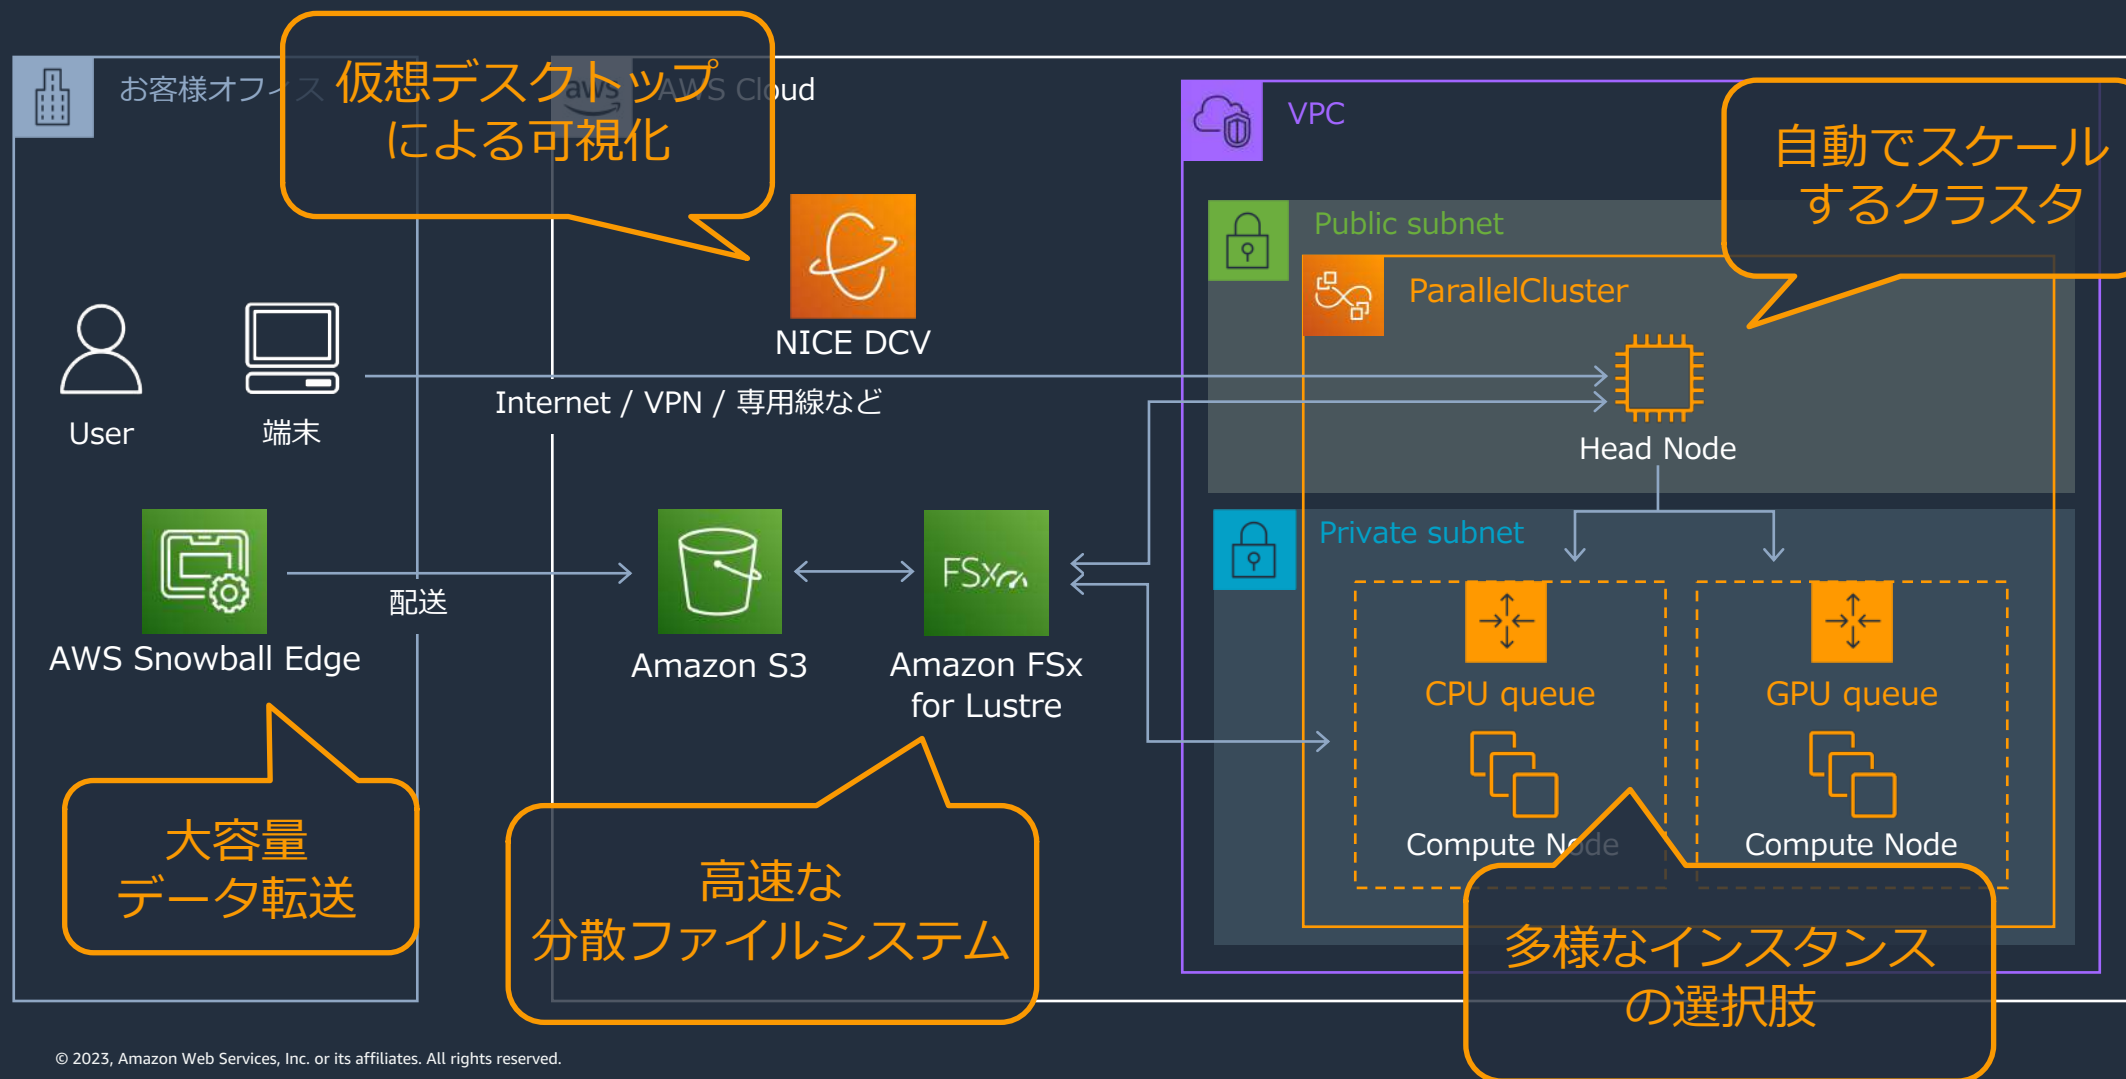 お客様オフィス
仮想デスクトップ
による可視化
aws
AWS Cloud
VPC
自動でスケール
するクラスタ
Public subnet
ParallelCluster
NICE DCV
Internet / VPN / 専用線など
User
端末
Head Node
Private subnet
FSx
配送
AWS Snowball Edge
Amazon S3
Amazon FSx
for Lustre
CPU queue
GPU queue
Compute Node
Compute Node
大容量
データ転送
高速な
分散ファイルシステム
多様なインスタンス
の選択肢
© 2023, Amazon Web Services, Inc. or its affiliates. All rights reserved.